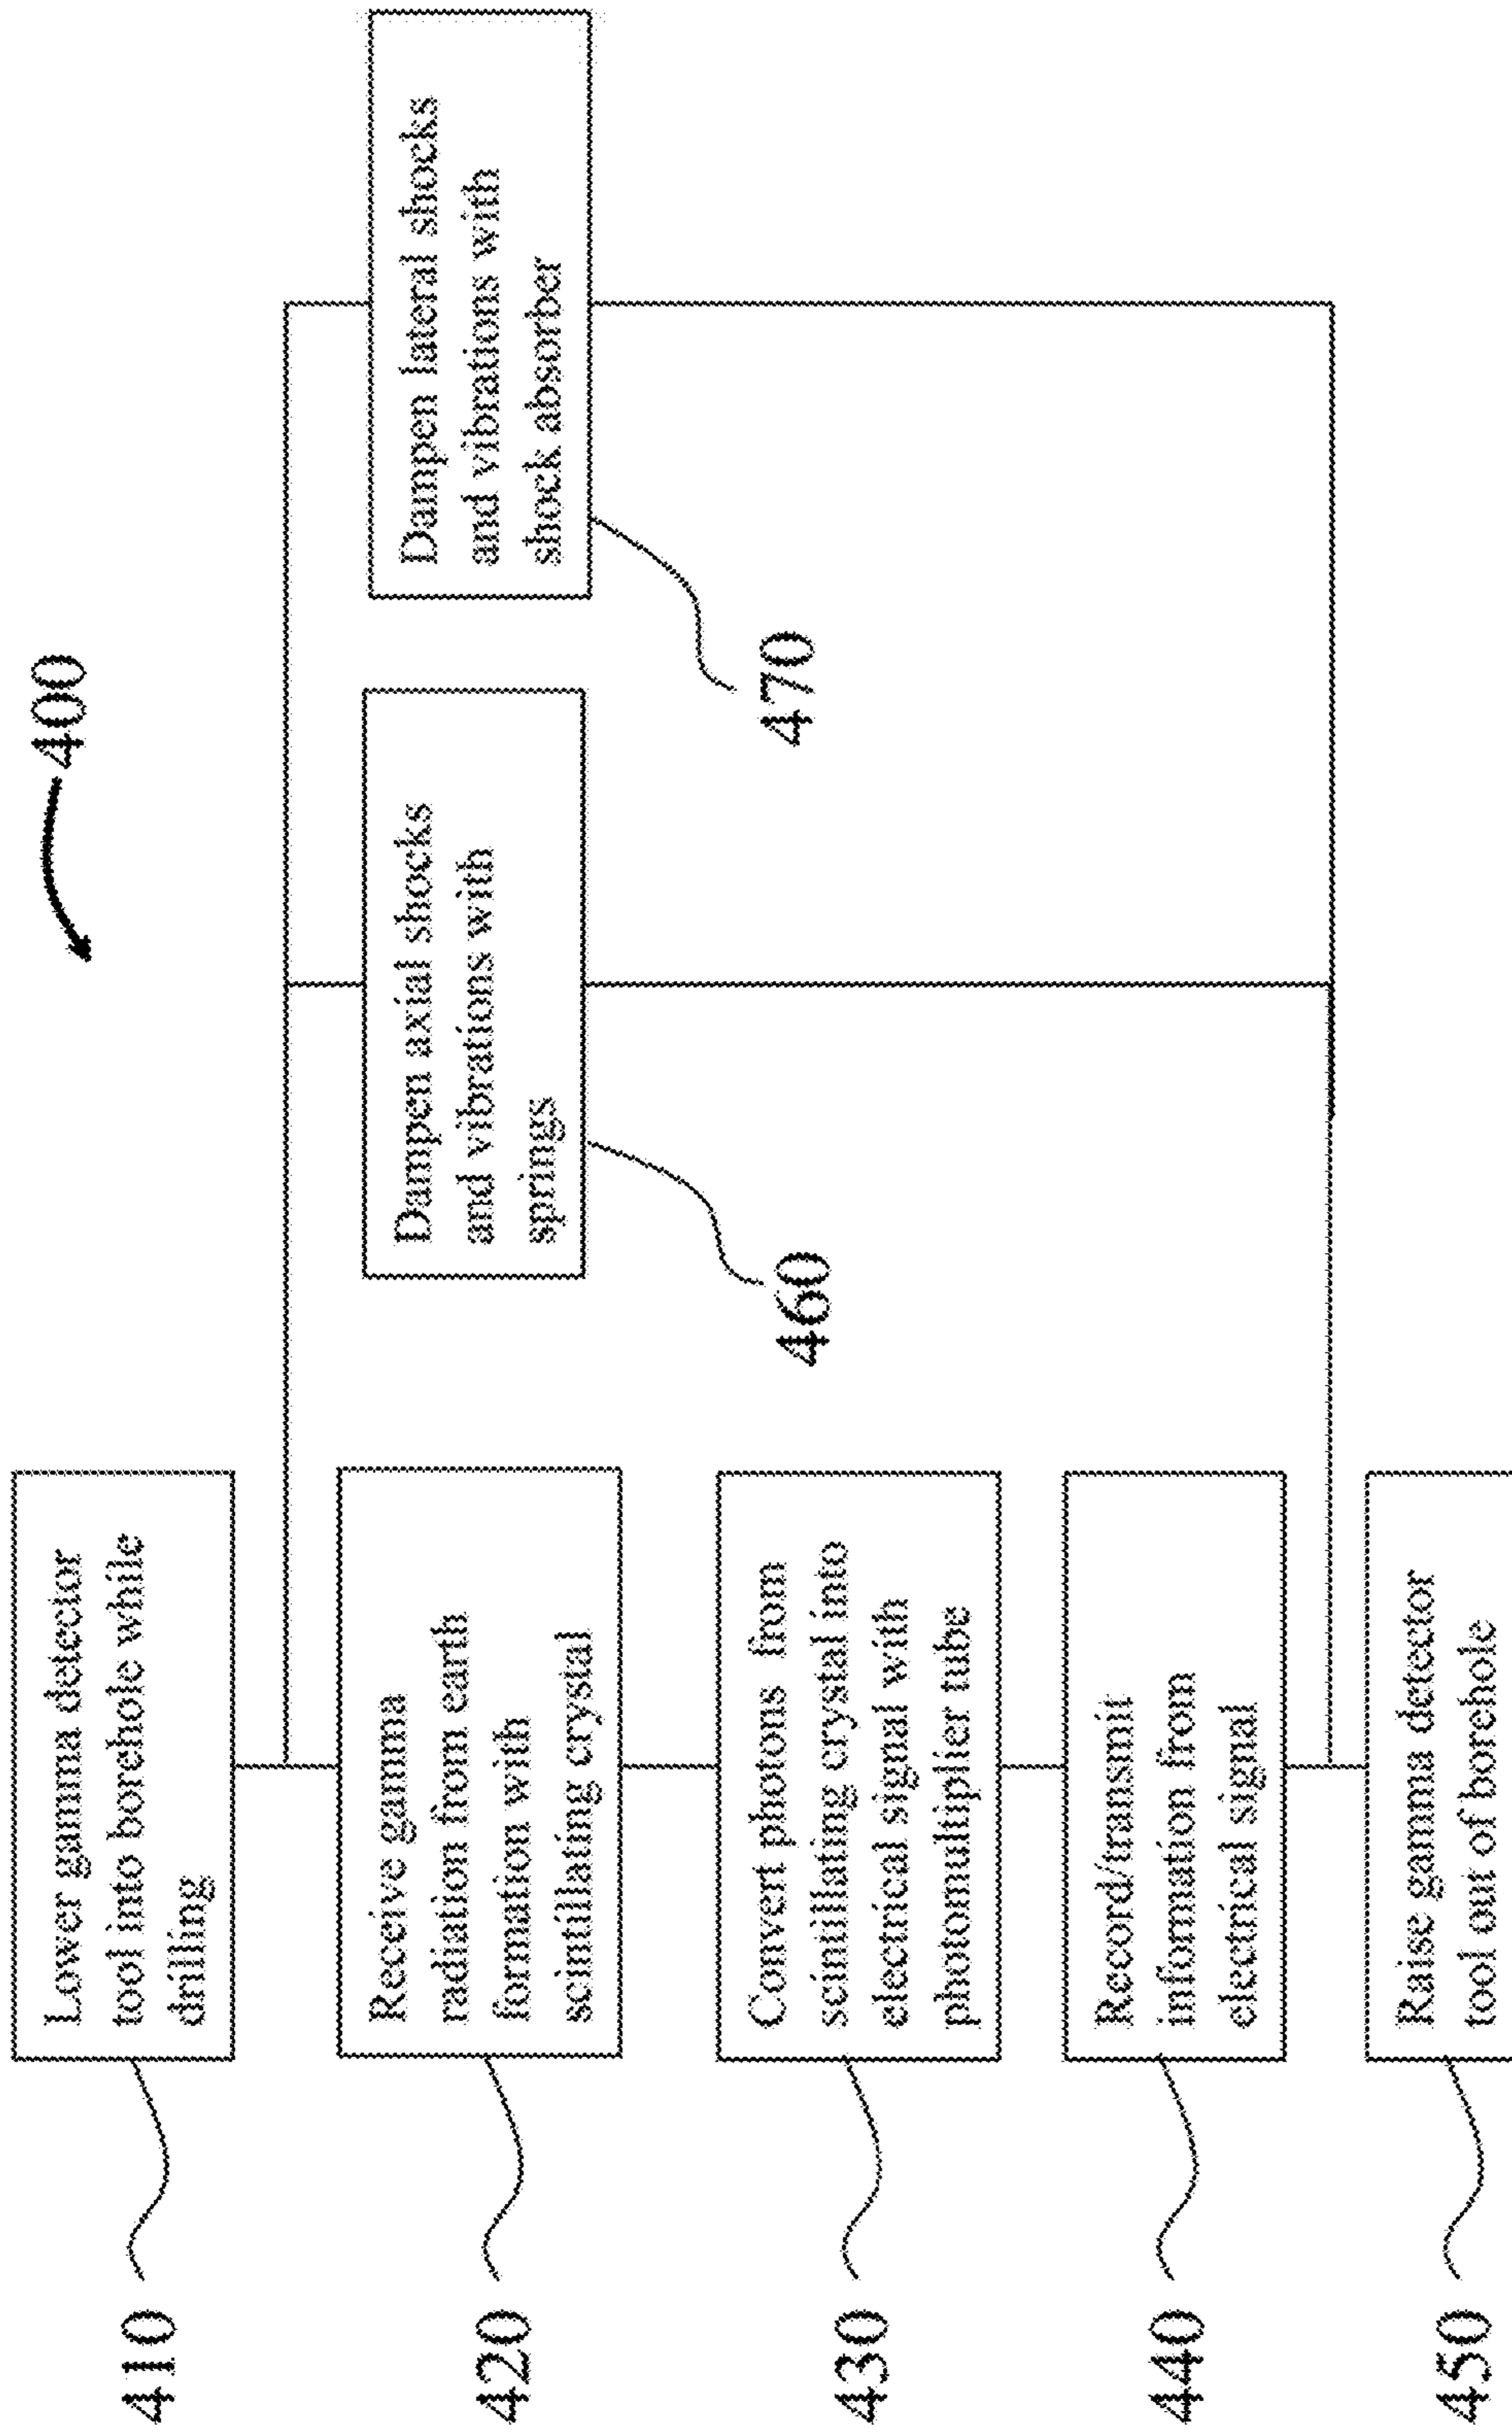 400
410
Lower gamma detector
tool into borehole while
drilling
420
Receive gamma
radiation from earth
formation with
scintillating crystal
430
Convert photons from
scintillating crystal into
electrical signal with
photomultiplier tube
440
Record/transmit
information from
electrical signal
450
Raise gamma detector
tool out of borehole
460
Dampen axial shocks
and vibrations with
springs
470
Dampen lateral shocks
and vibrations with
shock absorber